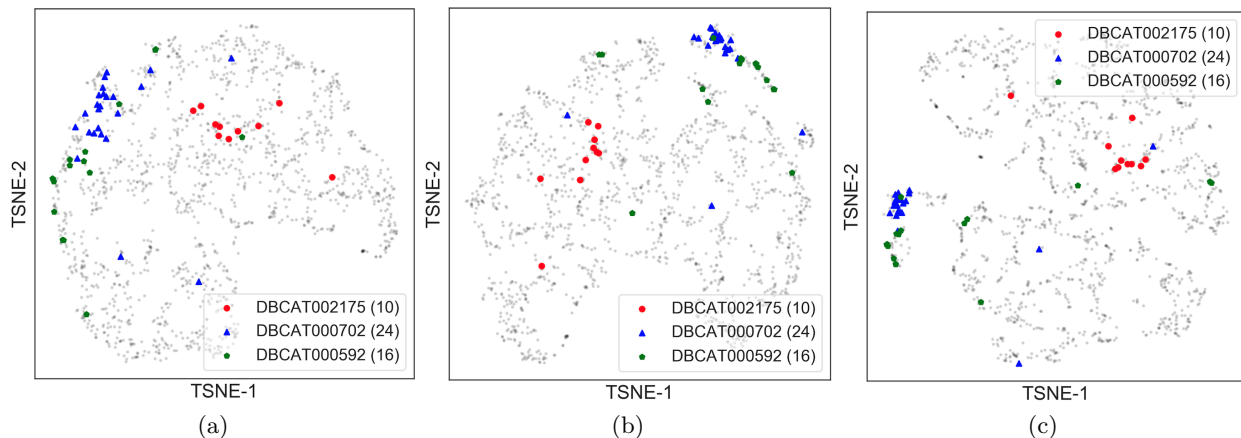 TSNE-2
DBCAT002175 (10)
DBCAT000702 (24)
DBCAT000592 (16)
TSNE-1
(a)
TSNE-2
DBCAT002175 (10)
DBCAT000702 (24)
DBCAT000592 (16)
TSNE-1
(b)
TSNE-2
DBCAT002175 (10)
DBCAT000702 (24)
DBCAT000592 (16)
TSNE-1
(c)